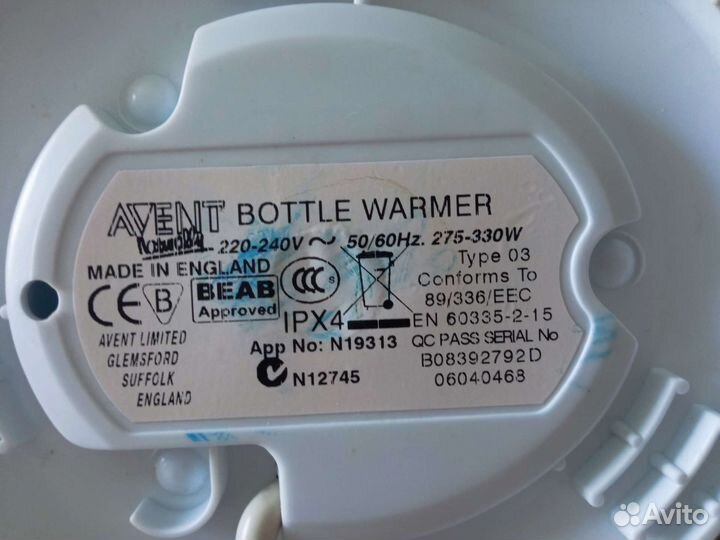 AVENT BOTTLE WARMER
220-240V ~ 50/60Hz. 275-330W
MADE IN ENGLAND
Type 03
Conforms To
89/336/EEC
CE B BEAB Approved CCC S
IPX4
EN 60335-2-15
AVENT LIMITED
GLEMSFORD
SUFFOLK
ENGLAND
App No: N19313
N12745
QC PASS SERIAL No
B08392792D
06040468
Avito